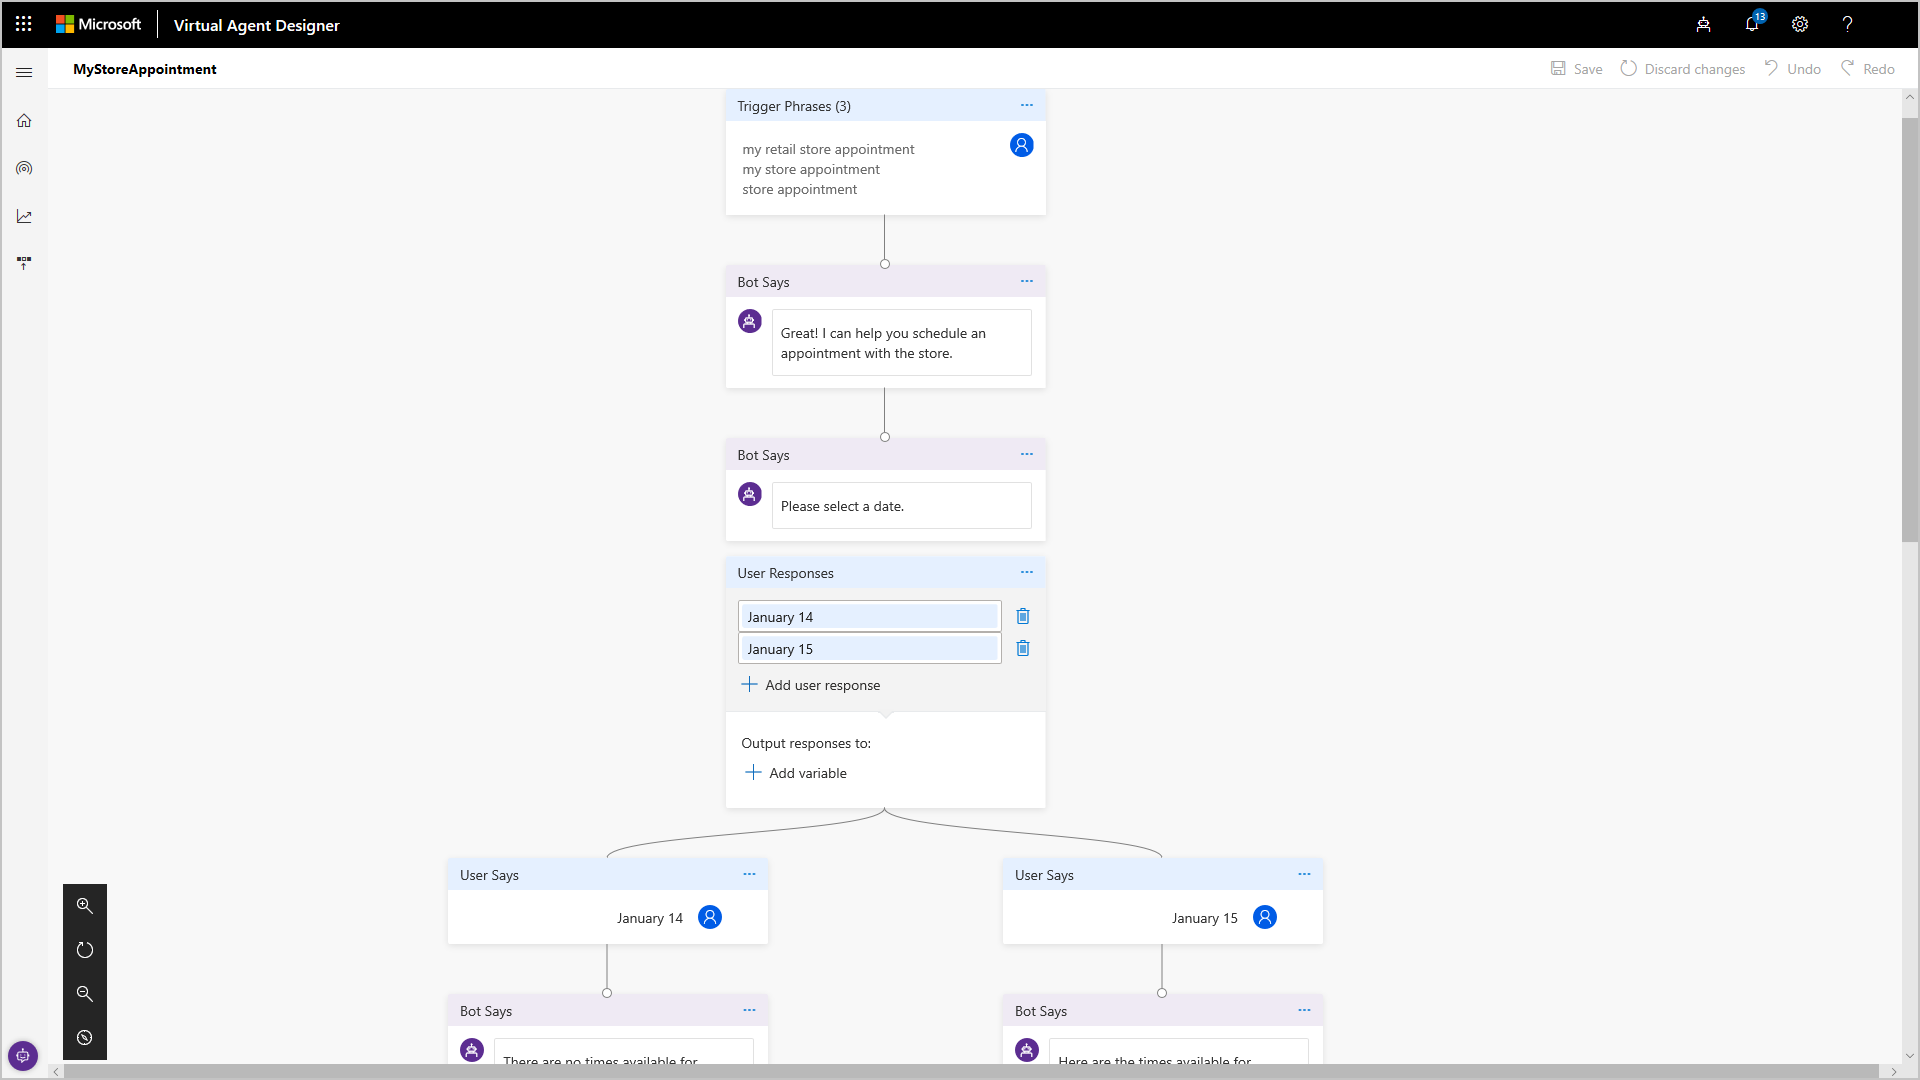 Microsoft Virtual Agent Designer 13 ?
MyStoreAppointment Save Discard changes Undo Redo
Trigger Phrases (3) ...
my retail store appointment
my store appointment
store appointment
Bot Says ...
Great! I can help you schedule an
appointment with the store.
Bot Says ...
Please select a date.
User Responses ...
January 14
January 15
Add user response
Output responses to:
Add variable
User Says ...
January 14
User Says ...
January 15
Bot Says ...
There are no times available for
Bot Says ...
Here are the times available for